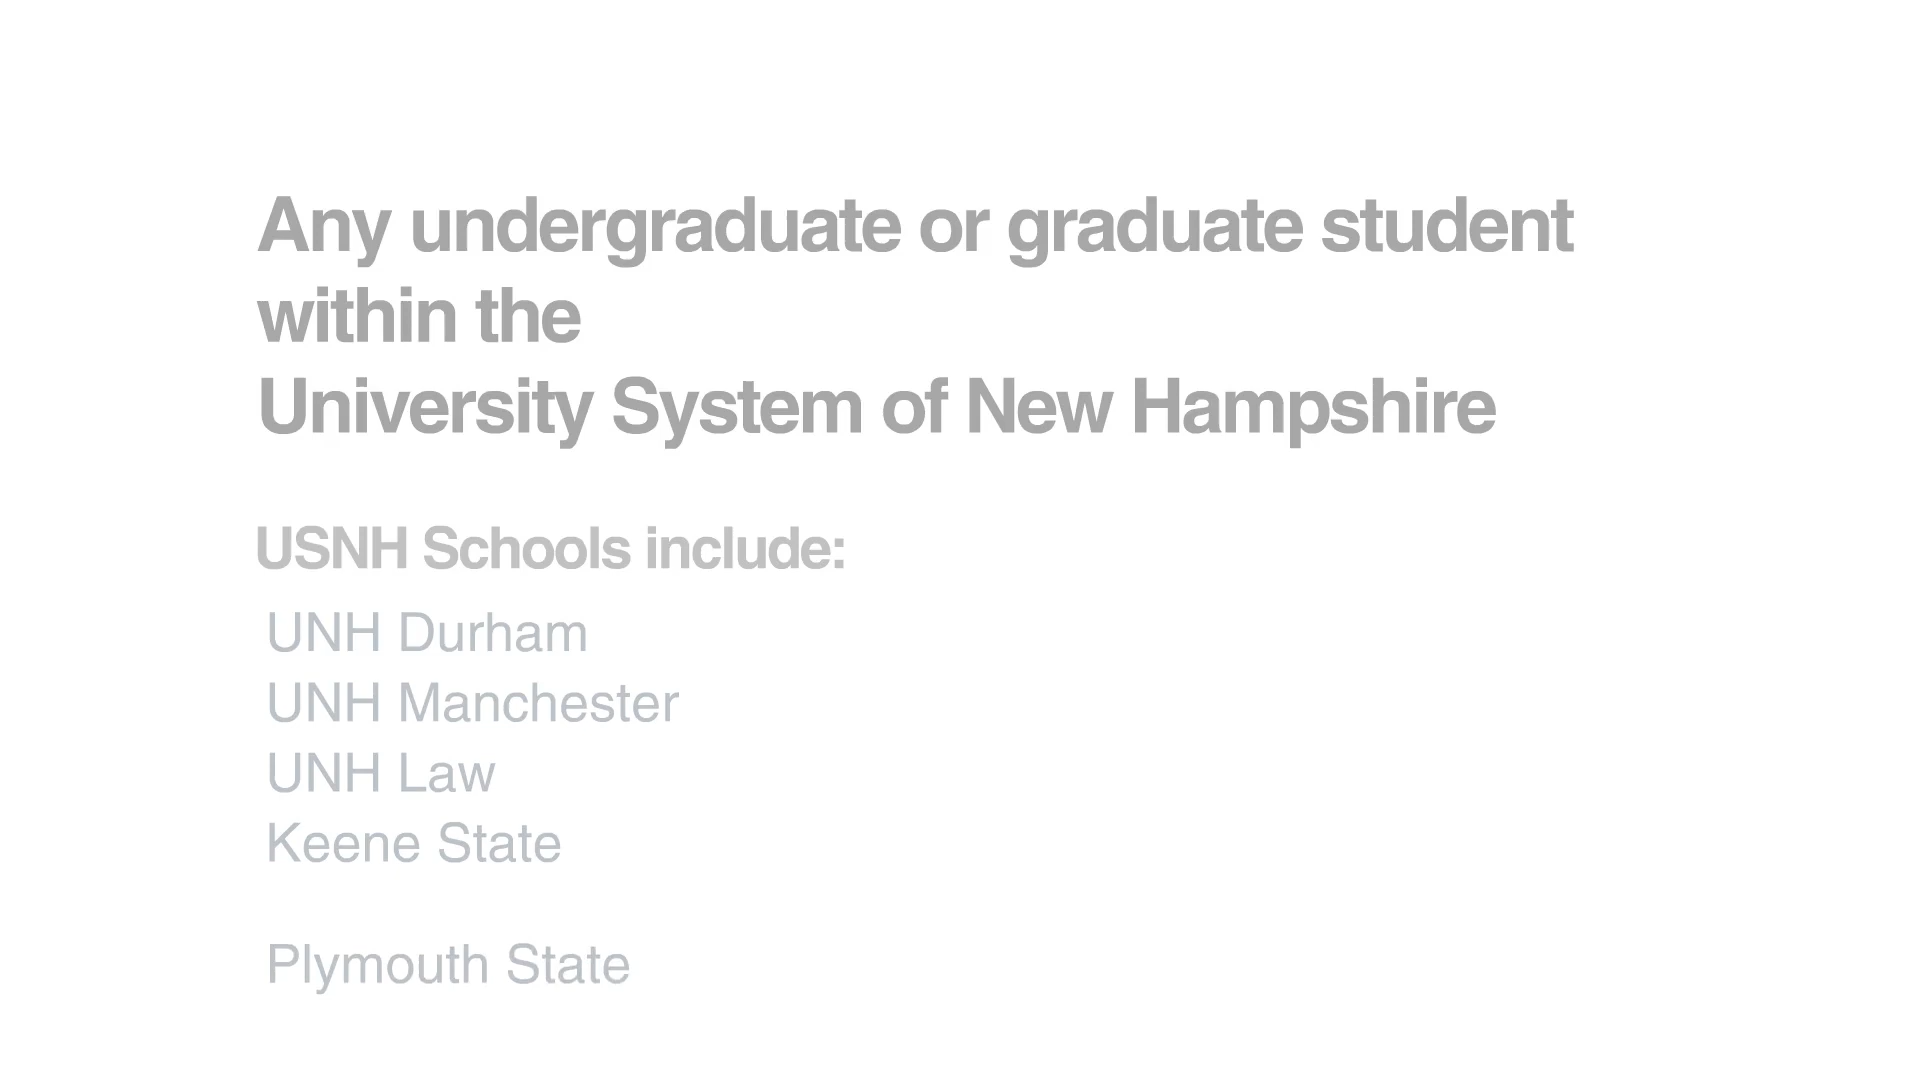 Any undergraduate or graduate student
within the
University System of New Hampshire
USNH Schools include:
UNH Durham
UNH Manchester
UNH Law
Keene State
Plymouth State